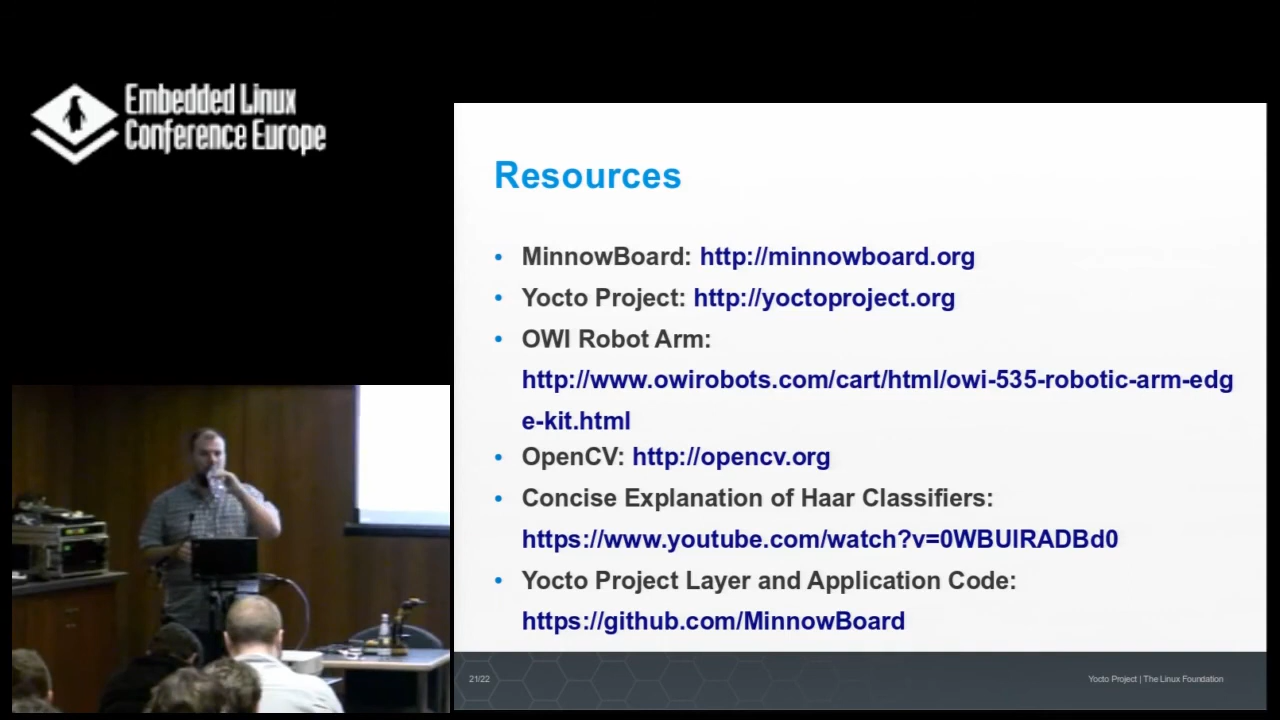 Embedded Linux
Conference Europe
Resources
• MinnowBoard: http://minnowboard.org
• Yocto Project: http://yoctoproject.org
• OWI Robot Arm:
http://www.owirobots.com/cart/html/owi-535-robotic-arm-edg
e-kit.html
• OpenCV: http://opencv.org
• Concise Explanation of Haar Classifiers:
https://www.youtube.com/watch?v=0WBUIRADBd0
• Yocto Project Layer and Application Code:
https://github.com/MinnowBoard
21/22
Yocto Project | The Linux Foundation